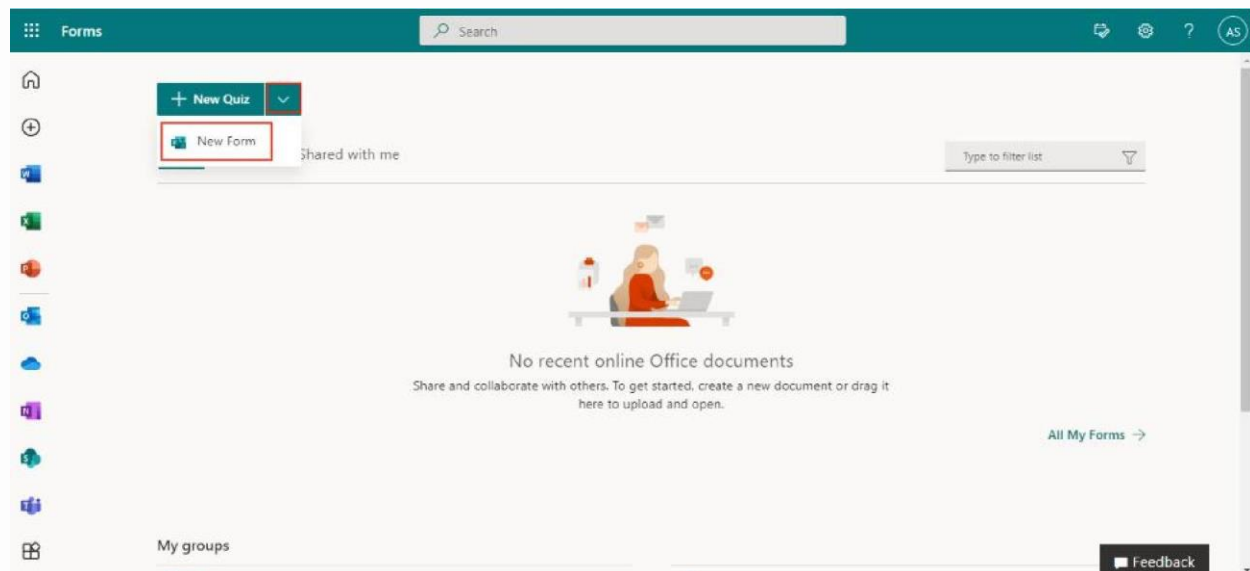 Forms
Search
?
AS
+ New Quiz
New Form
Shared with me
Type to filter list
No recent online Office documents
Share and collaborate with others. To get started, create a new document or drag it
here to upload and open.
All My Forms →
My groups
Feedback